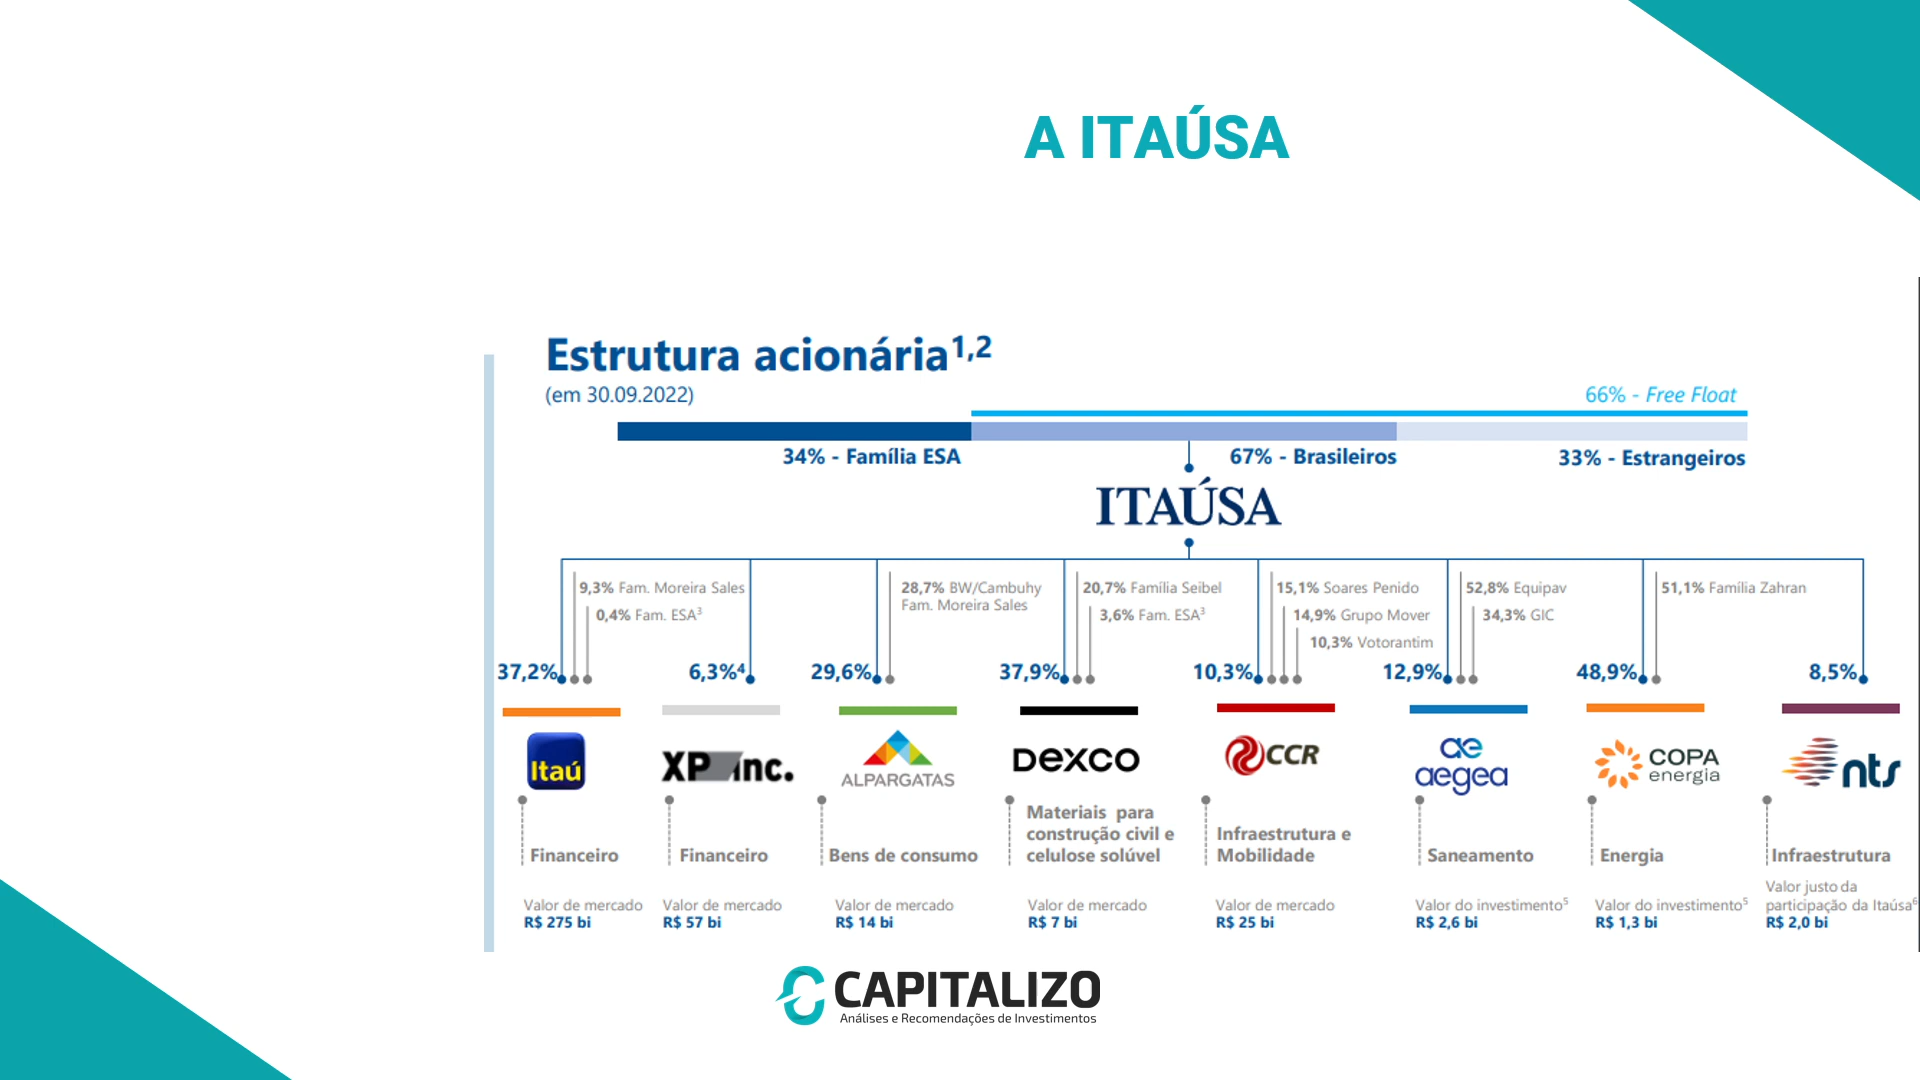 A ITAÚSA
Estrutura acionária1,2
(em 30.09.2022)
66% - Free Float
34% - Família ESA
67% - Brasileiros
33% - Estrangeiros
ITAÚSA
9,3% Fam. Moreira Sales
0,4% Fam. ESA3
28,7% BW/Cambuhy
Fam. Moreira Sales
20,7% Família Seibel
3,6% Fam. ESA3
15,1% Soares Penido
14,9% Grupo Mover
10,3% Votorantim
52,8% Equipav
34,3% GIC
51,1% Família Zahran
37,2%
6,3%4
29,6%
37,9%
10,3%
12,9%
48,9%
8,5%
Itaú
XP inc.
ALPARGATAS
Dexco
CCR
ae
aegea
COPA
energia
nts
Financeiro
Financeiro
Bens de consumo
Materiais para
construção civil e
celulose solúvel
Infraestrutura e
Mobilidade
Saneamento
Energia
Infraestrutura
Valor de mercado
R$ 275 bi
Valor de mercado
R$ 57 bi
Valor de mercado
R$ 14 bi
Valor de mercado
R$ 7 bi
Valor de mercado
R$ 25 bi
Valor do investimento5
R$ 2,6 bi
Valor do investimento5
R$ 1,3 bi
Valor justo da
participação da Itaúsa6
R$ 2,0 bi
CAPITALIZO
Análises e Recomendações de Investimentos